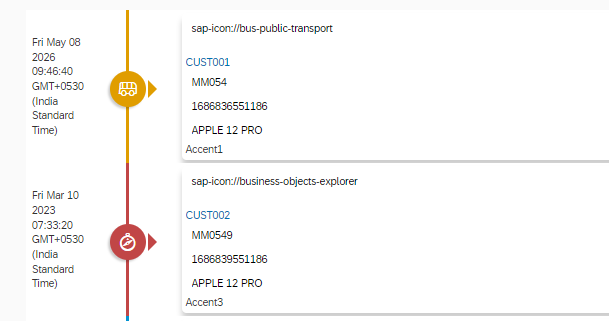 sap-icon://bus-public-transport
Fri May 08
2026
09:46:40
GMT+0530
(India
Standard
Time)
CUST001
MM054
1686836551186
APPLE 12 PRO
Accent1
sap-icon://business-objects-explorer
Fri Mar 10
2023
07:33:20
GMT+0530
(India
Standard
Time)
CUST002
MM0549
1686839551186
APPLE 12 PRO
Accent3